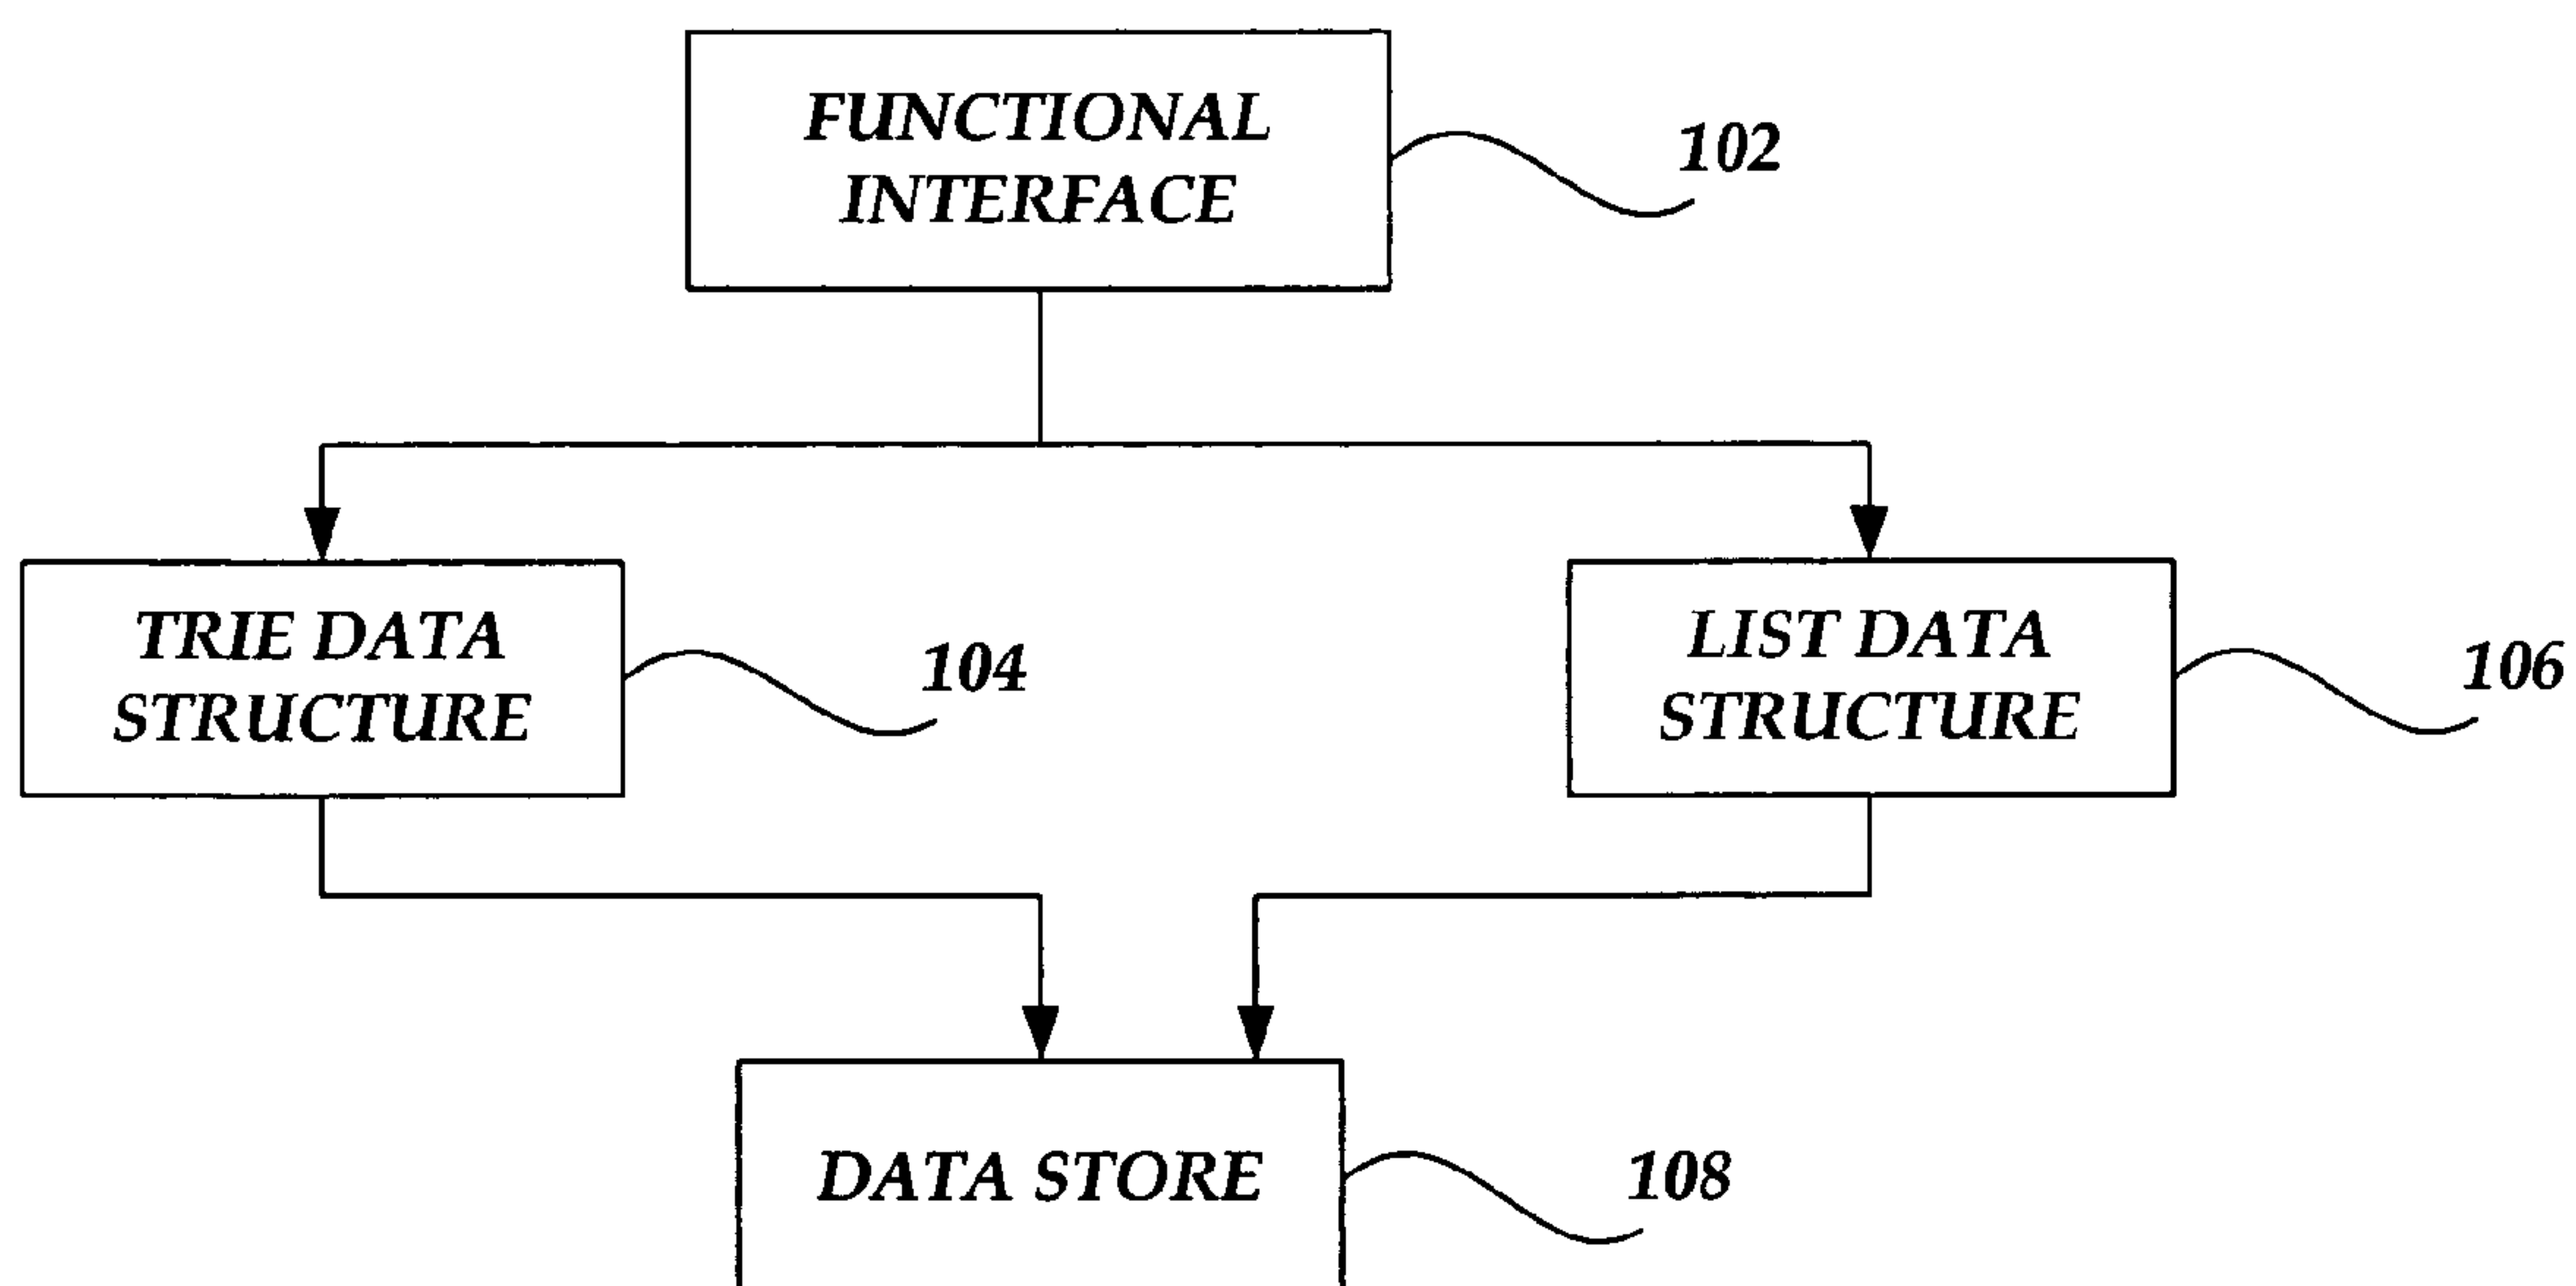 FUNCTIONAL
INTERFACE
102
TRIE DATA
STRUCTURE
104
LIST DATA
STRUCTURE
106
DATA STORE
108